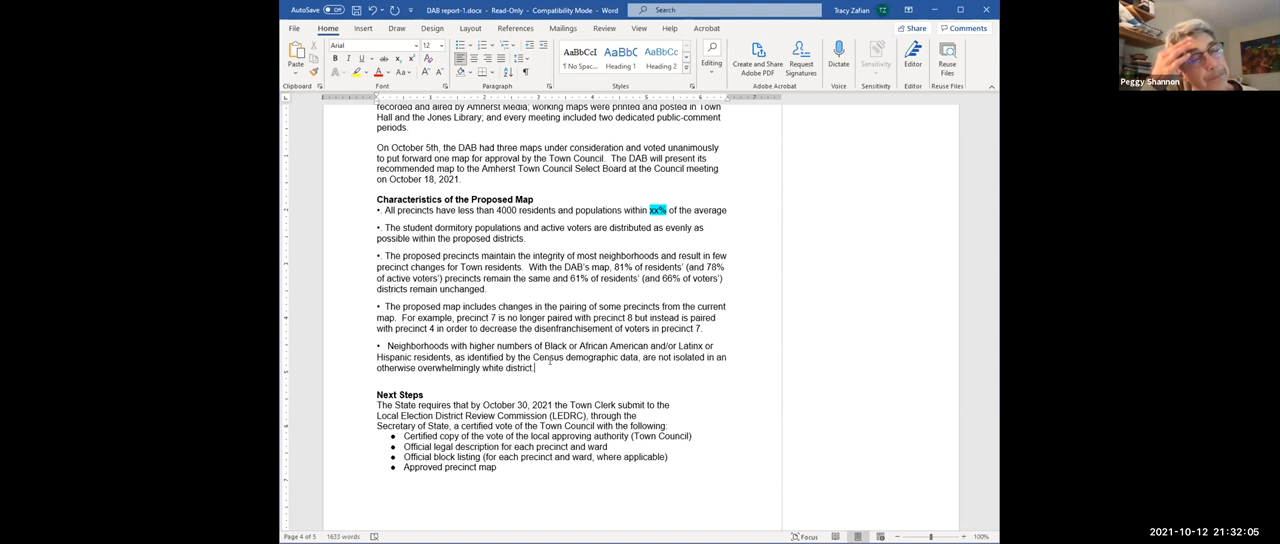 AutoSave Off
DAB report-1.docx - Read-Only - Compatibility Mode - Word
Search
Tracy Zafian TZ
File Home Insert Draw Design Layout References Mailings Review View Help Acrobat
Share Comments
Paste
Arial 12
AaBbCcI AaBbC AaBbCc
¶ No Spac... Heading 1 Heading 2
Editing
Create and Share Adobe PDF
Request Signatures
Dictate
Sensitivity
Editor
Reuse Files
Clipboard Font Paragraph Styles Adobe Acrobat Voice Sensitivity Editor Reuse Files
Peggy Shannon
recorded and aired by Amherst Media; working maps were printed and posted in Town
Hall and the Jones Library; and every meeting included two dedicated public-comment
periods.
On October 5th, the DAB had three maps under consideration and voted unanimously
to put forward one map for approval by the Town Council. The DAB will present its
recommended map to the Amherst Town Council Select Board at the Council meeting
on October 18, 2021.
Characteristics of the Proposed Map
•. All precincts have less than 4000 residents and populations within xx% of the average
•. The student dormitory populations and active voters are distributed as evenly as
possible within the proposed districts.
•. The proposed precincts maintain the integrity of most neighborhoods and result in few
precinct changes for Town residents. With the DAB's map, 81% of residents' (and 78%
of active voters') precincts remain the same and 61% of residents' (and 66% of voters')
districts remain unchanged.
• The proposed map includes changes in the pairing of some precincts from the current
map. For example, precinct 7 is no longer paired with precinct 8 but instead is paired
with precinct 4 in order to decrease the disenfranchisement of voters in precinct 7.
• Neighborhoods with higher numbers of Black or African American and/or Latinx or
Hispanic residents, as identified by the Census demographic data, are not isolated in an
otherwise overwhelmingly white district.
Next Steps
The State requires that by October 30, 2021 the Town Clerk submit to the
Local Election District Review Commission (LEDRC), through the
Secretary of State, a certified vote of the Town Council with the following:
● Certified copy of the vote of the local approving authority (Town Council)
● Official legal description for each precinct and ward
● Official block listing (for each precinct and ward, where applicable)
● Approved precinct map
Page 4 of 5 1633 words
Focus
100%
2021-10-12 21:32:05